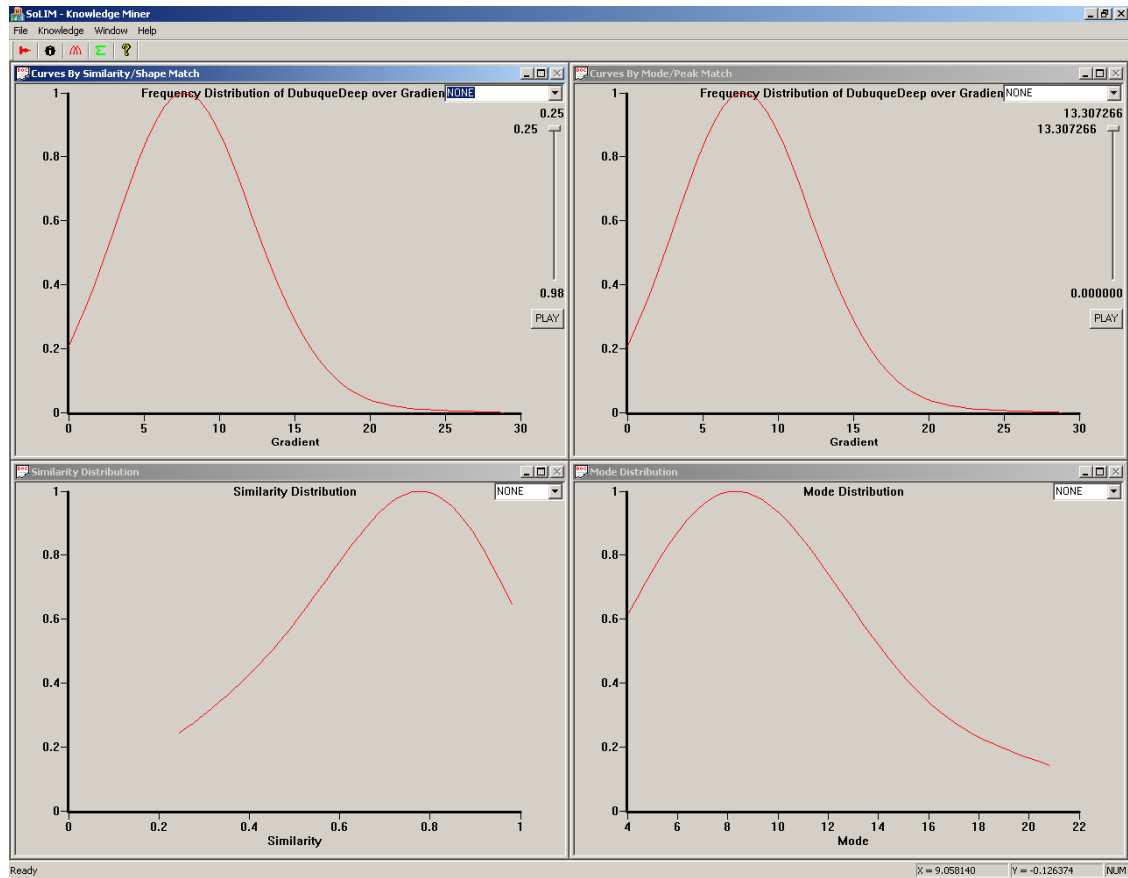 SoLIM - Knowledge Miner
File Knowledge Window Help
Curves By Similarity/Shape Match
Frequency Distribution of DubuqueDeep over Gradien
NONE
0.25
0.25
0.98
PLAY
1
0.8
0.6
0.4
0.2
0
0 5 10 15 20 25 30
Gradient
Curves By Mode/Peak Match
Frequency Distribution of DubuqueDeep over Gradien
NONE
13.307266
13.307266
0.000000
PLAY
1
0.8
0.6
0.4
0.2
0
0 5 10 15 20 25 30
Gradient
Similarity Distribution
Similarity Distribution
NONE
1
0.8
0.6
0.4
0.2
0
0 0.2 0.4 0.6 0.8 1
Similarity
Mode Distribution
Mode Distribution
NONE
1
0.8
0.6
0.4
0.2
0
4 6 8 10 12 14 16 18 20 22
Mode
Ready
X = 9.058140
Y = -0.126374
NUM